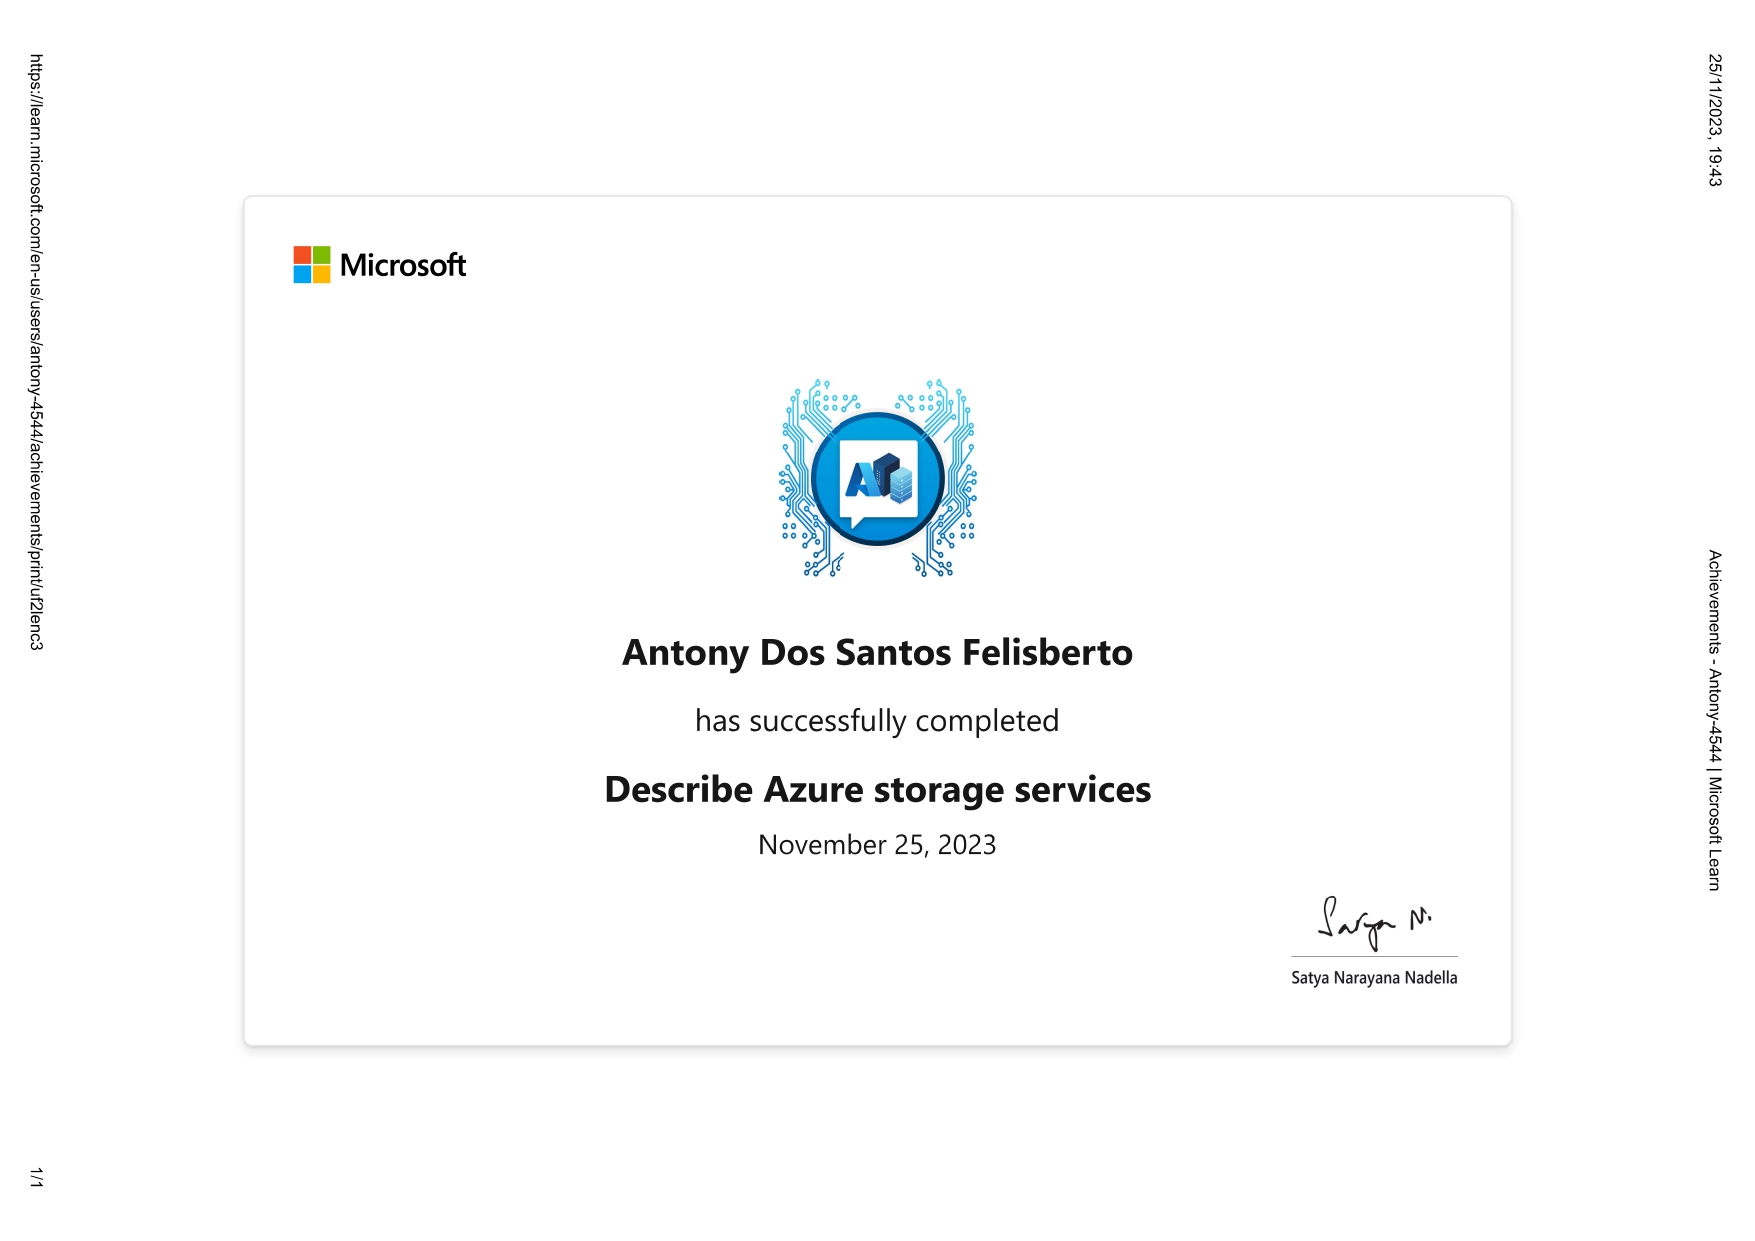 25/11/2023, 19:43
Achievements - Antony-4544 | Microsoft Learn
Microsoft
Antony Dos Santos Felisberto
has successfully completed
Describe Azure storage services
November 25, 2023
Satya N.
Satya Narayana Nadella
https://learn.microsoft.com/en-us/users/antony-4544/achievements/print/uf2lenc3
1/1